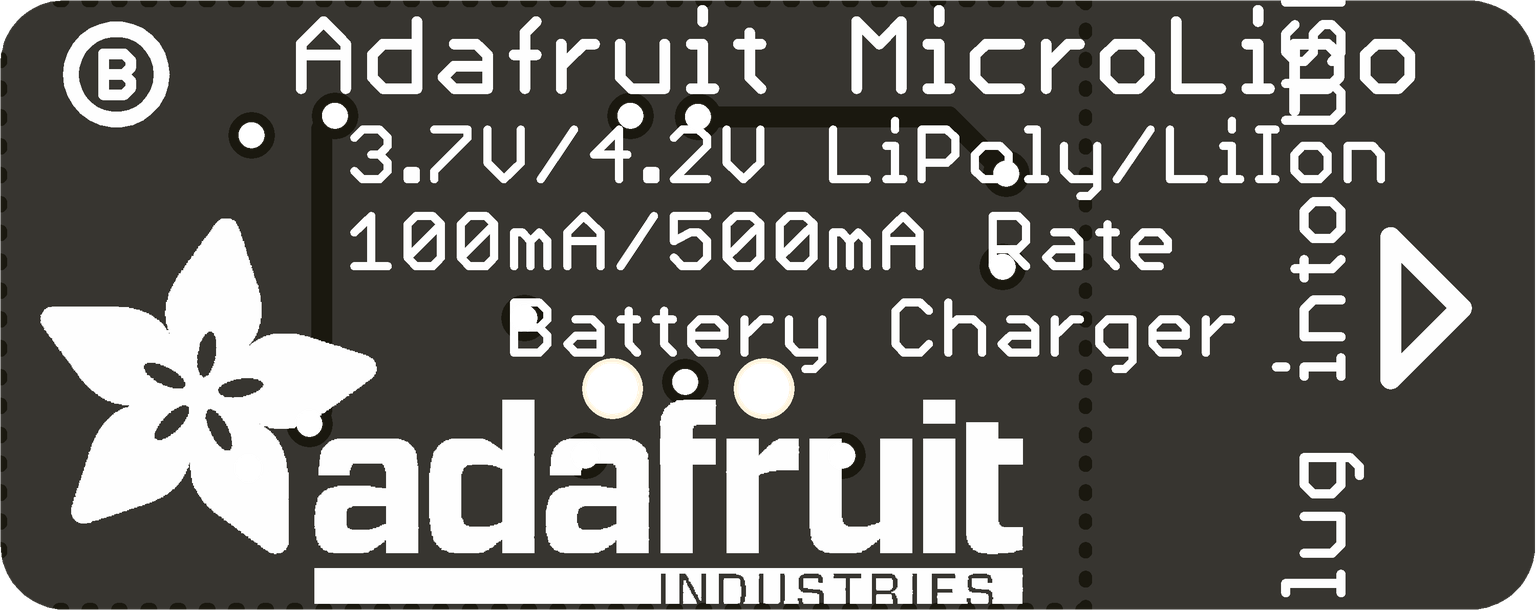 B
Adafruit MicroLipo
3.7V/4.2V LiPoly/LiIon
100mA/500mA Rate
Battery Charger
adafruit
INDUSTRIES
lug into